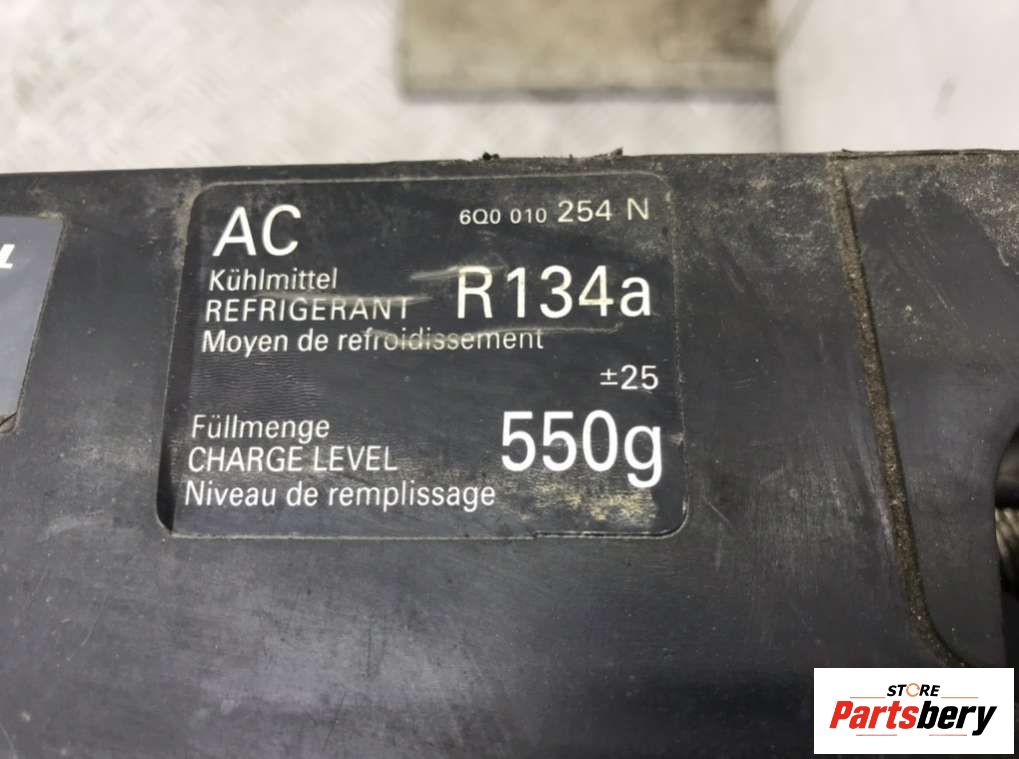 AC
6Q0 010 254 N
Kühlmittel
REFRIGERANT
R134a
Moyen de refroidissement
±25
Füllmenge
CHARGE LEVEL
550g
Niveau de remplissage
STORE
Partsbery